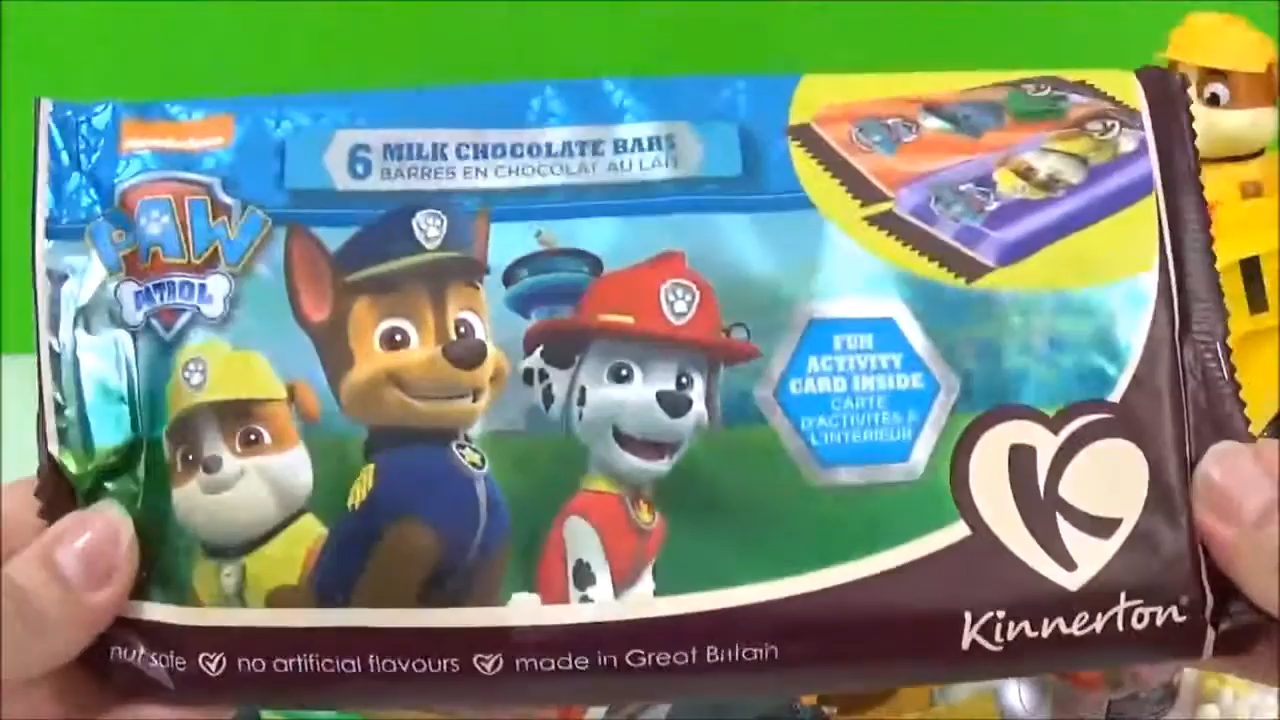 nickelodeon
6 MILK CHOCOLATE BARS
BARRES EN CHOCOLAT AU LAIT
PAW
PATROL
FUN
ACTIVITY
CARD INSIDE
CARTE
D'ACTIVITÉS À
L'INTÉRIEUR
K
Kinnerton
nut safe no artificial flavours made in Great Britain